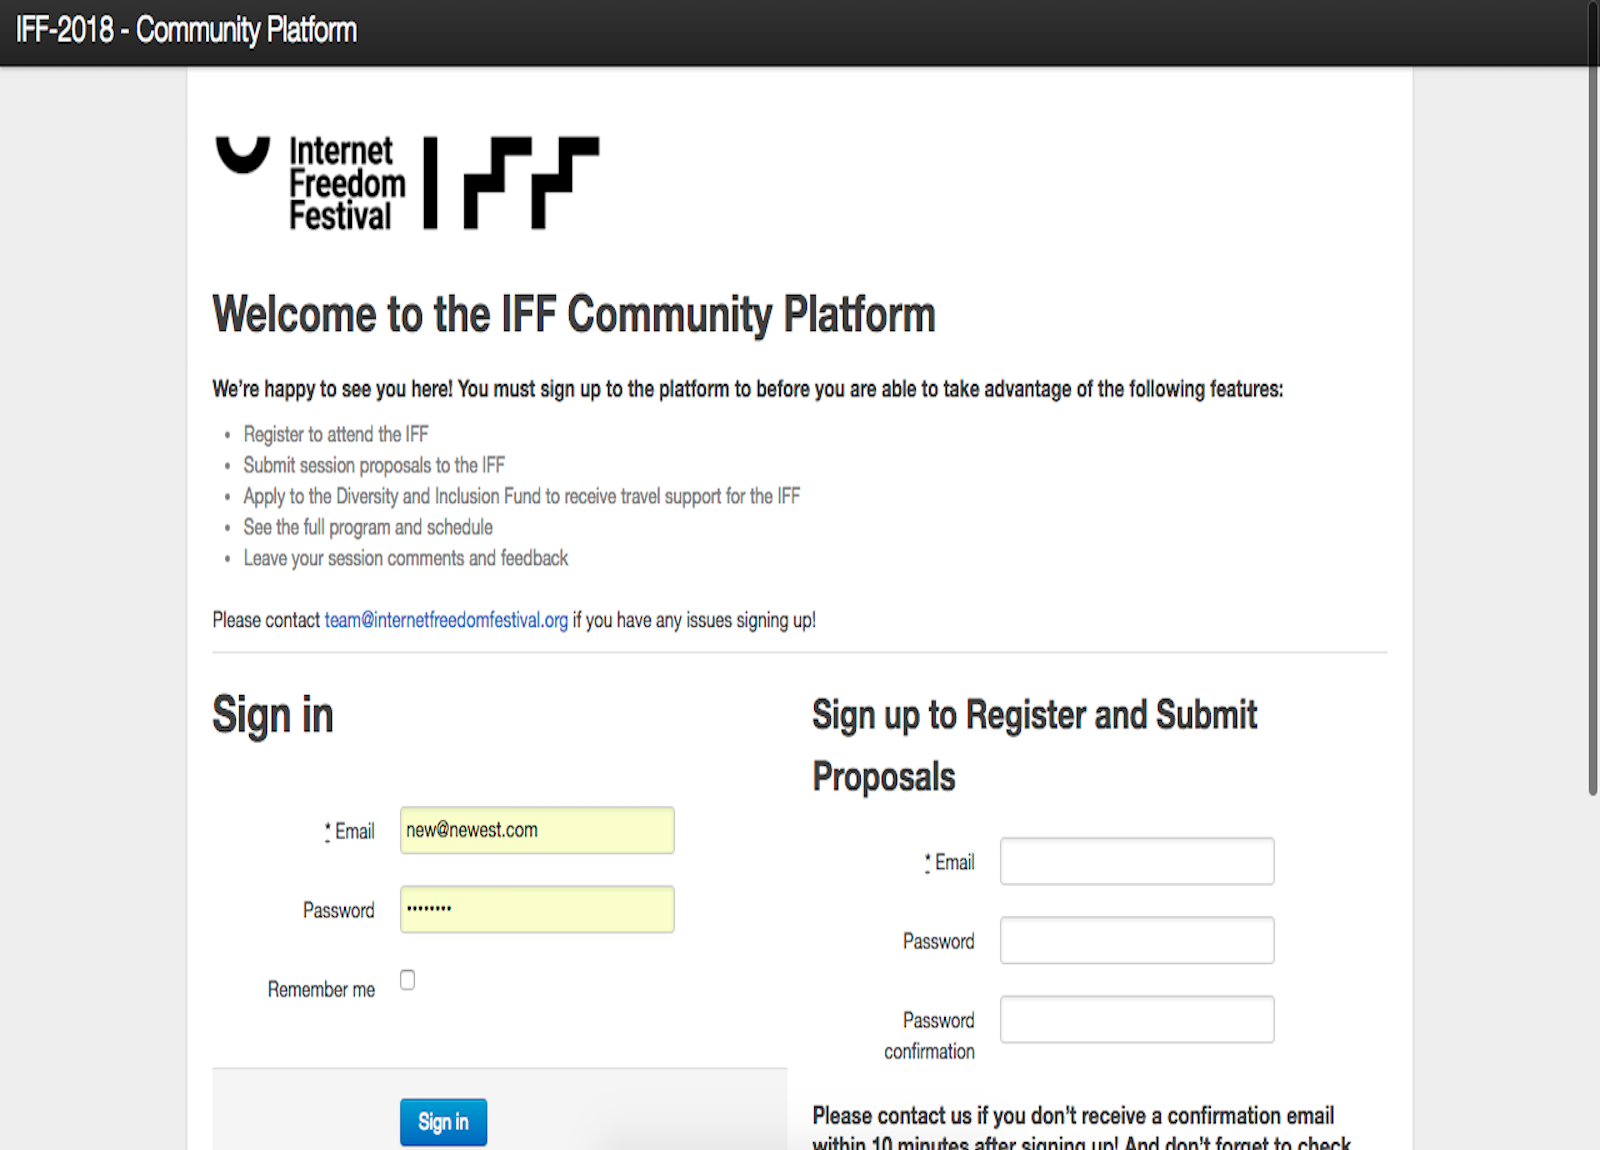 IFF-2018 - Community Platform
Internet
Freedom
Festival
IFF
Welcome to the IFF Community Platform
We're happy to see you here! You must sign up to the platform to before you are able to take advantage of the following features:
• Register to attend the IFF
• Submit session proposals to the IFF
• Apply to the Diversity and Inclusion Fund to receive travel support for the IFF
• See the full program and schedule
• Leave your session comments and feedback
Please contact team@internetfreedomfestival.org if you have any issues signing up!
Sign in
* Email
new@newest.com
Password
••••••••
Remember me
Sign in
Sign up to Register and Submit
Proposals
* Email
Password
Password
confirmation
Please contact us if you don't receive a confirmation email
within 10 minutes after signing up! And don't forget to check